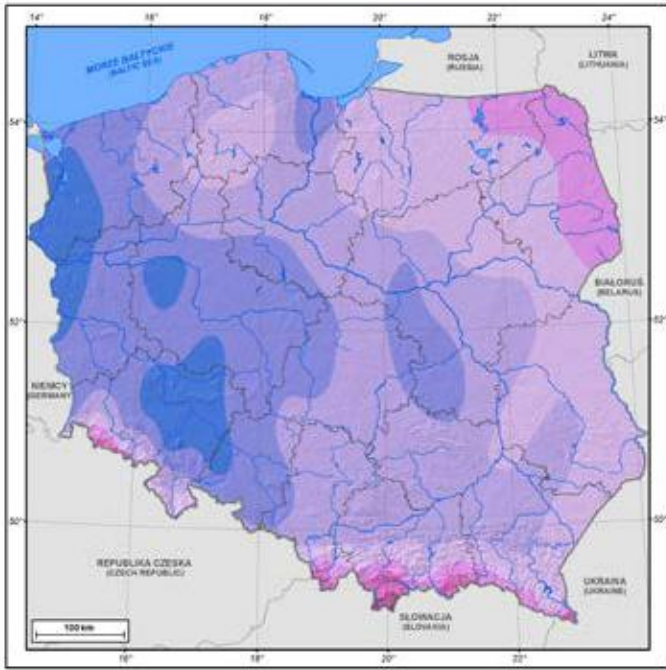 14°
16°
18°
20°
22°
24°
MORZE BAŁTYCKIE
(BALTIC SEA)
ROSJA
(RUSSIA)
LITWA
(LITHUANIA)
54°
54°
BIAŁORUŚ
(BELARUS)
52°
52°
NIEMCY
(GERMANY)
50°
50°
REPUBLIKA CZESKA
(CZECH REPUBLIC)
UKRAINA
(UKRAINE)
SŁOWACJA
(SLOVAKIA)
100 km
16°
18°
20°
22°